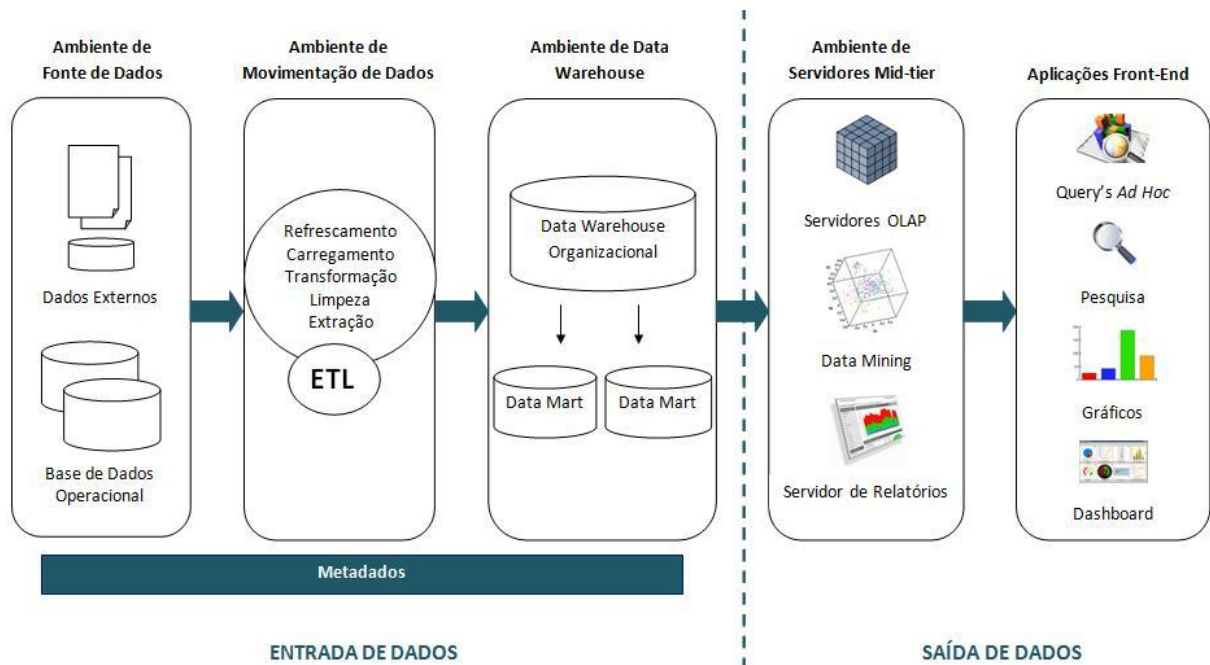 Ambiente de
Fonte de Dados
Ambiente de
Movimentação de Dados
Ambiente de Data
Warehouse
Ambiente de
Servidores Mid-tier
Aplicações Front-End
Dados Externos
Base de Dados
Operacional
Refrescamento
Carregamento
Transformação
Limpeza
Extração
ETL
Data Warehouse
Organizacional
Data Mart
Data Mart
Servidores OLAP
Data Mining
Servidor de Relatórios
Query's Ad Hoc
Pesquisa
Gráficos
Dashboard
Metadados
ENTRADA DE DADOS
SAÍDA DE DADOS